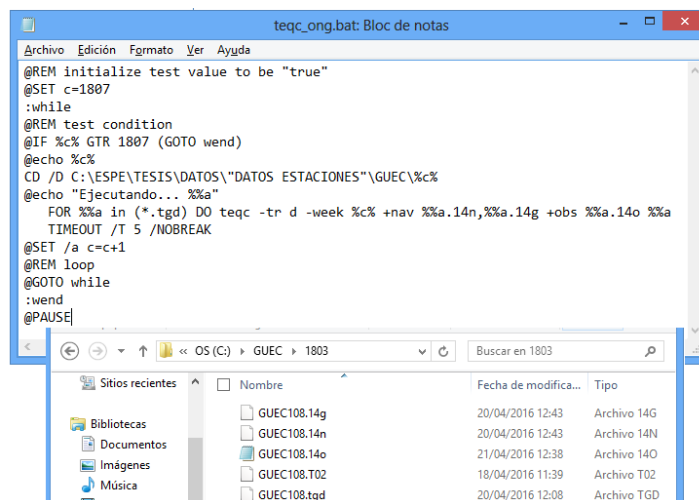 teqc_ong.bat: Bloc de notas
Archivo Edición Formato Ver Ayuda
@REM initialize test value to be "true"
@SET c=1807
:while
@REM test condition
@IF %c% GTR 1807 (GOTO wend)
@echo %c%
CD /D C:\ESPE\TESIS\DATOS\"DATOS ESTACIONES"\GUEC\%c%
@echo "Ejecutando... %%a"
FOR %%a in (*.tgd) DO teqc -tr d -week %c% +nav %%a.14n,%%a.14g +obs %%a.14o %%a
TIMEOUT /T 5 /NOBREAK
@SET /a c=c+1
@REM loop
@GOTO while
:wend
@PAUSE
« OS (C:) GUEC 1803 Buscar en 1803
Sitios recientes Nombre Fecha de modifica... Tipo
GUEC108.14g 20/04/2016 12:43 Archivo 14G
Bibliotecas GUEC108.14n 20/04/2016 12:43 Archivo 14N
Documentos GUEC108.14o 21/04/2016 12:38 Archivo 14O
Imágenes GUEC108.T02 18/04/2016 11:39 Archivo T02
Música GUEC108.tgd 20/04/2016 12:08 Archivo TGD